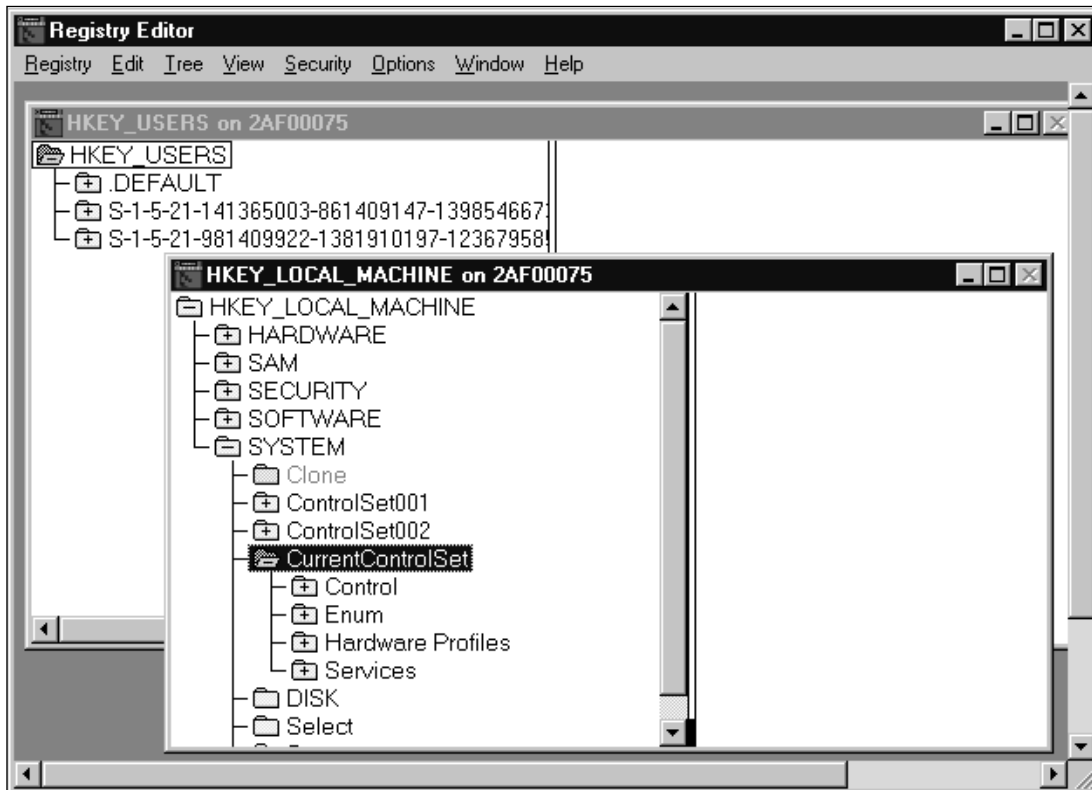 Registry Editor
Registry Edit Tree View Security Options Window Help
HKEY_USERS on 2AF00075
HKEY_USERS
.DEFAULT
S-1-5-21-141365003-861409147-139854667
S-1-5-21-981409922-1381910197-12367958
HKEY_LOCAL_MACHINE on 2AF00075
HKEY_LOCAL_MACHINE
HARDWARE
SAM
SECURITY
SOFTWARE
SYSTEM
Clone
ControlSet001
ControlSet002
CurrentControlSet
Control
Enum
Hardware Profiles
Services
DISK
Select